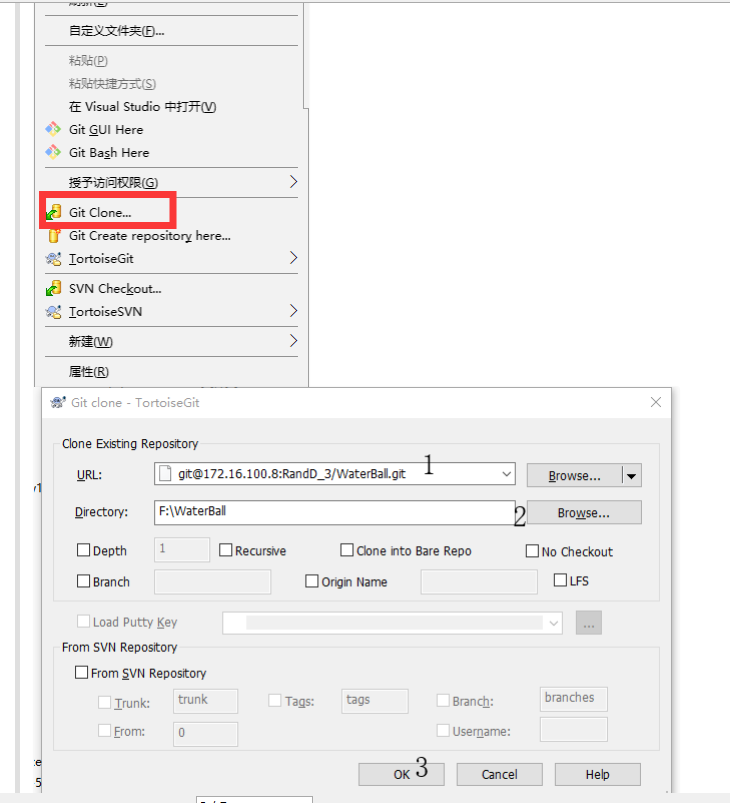 自定义文件夹(F)...
粘贴(P)
粘贴快捷方式(S)
在 Visual Studio 中打开(V)
Git GUI Here
Git Bash Here
授予访问权限(G)
Git Clone...
Git Create repository here...
TortoiseGit
SVN Checkout...
TortoiseSVN
新建(W)
属性(R)
Git clone - TortoiseGit
Clone Existing Repository
URL: git@172.16.100.8:RandD_3/WaterBall.git 1 Browse...
Directory: F:\WaterBall 2 Browse...
Depth 1 Recursive Clone into Bare Repo No Checkout
Branch Origin Name LFS
Load Putty Key ...
From SVN Repository
From SVN Repository
Trunk: trunk Tags: tags Branch: branches
From: 0 Username:
OK 3 Cancel Help